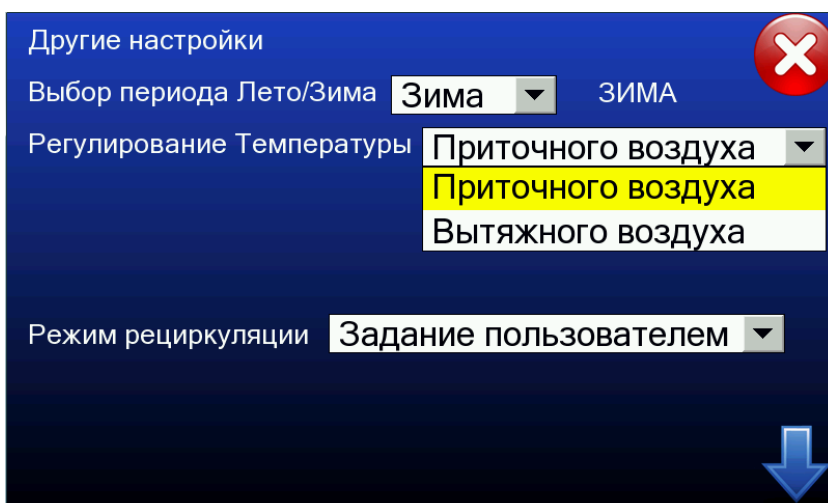 Другие настройки
Выбор периода Лето/Зима Зима ЗИМА
Регулирование Температуры Приточного воздуха
Приточного воздуха
Вытяжного воздуха
Режим рециркуляции Задание пользователем